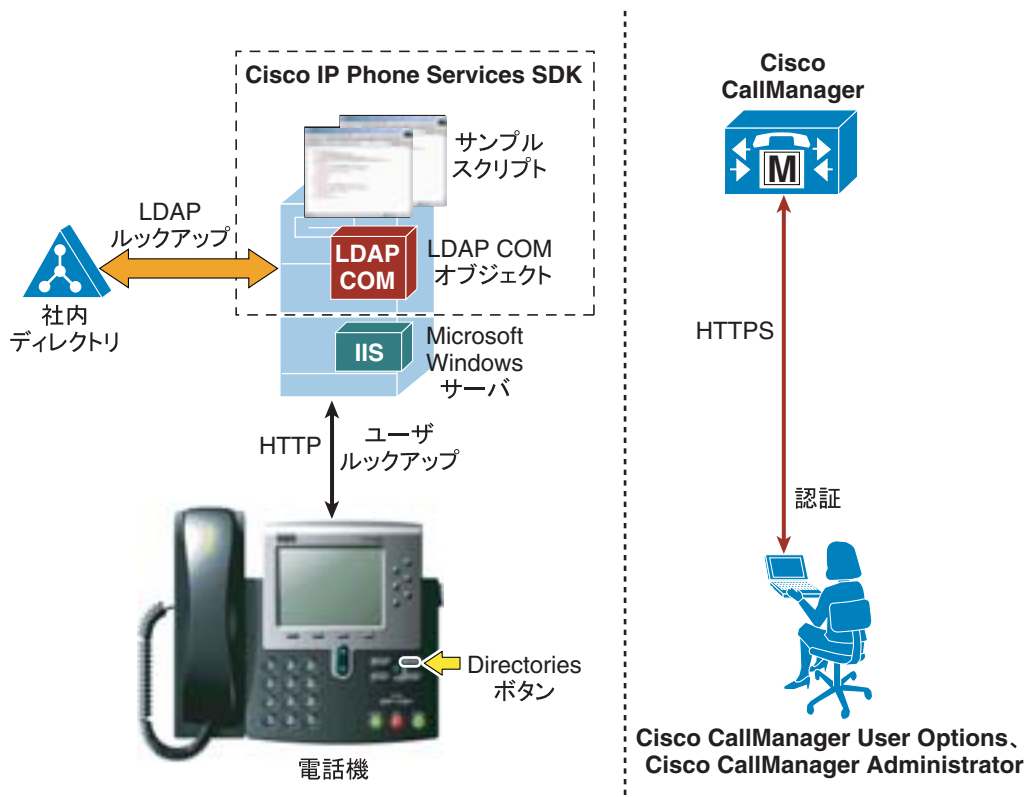 Cisco IP Phone Services SDK
サンプル
スクリプト
LDAP
ルックアップ
LDAP
COM
LDAP COM
オブジェクト
社内
ディレクトリ
IIS
Microsoft
Windows
サーバ
HTTP
ユーザ
ルックアップ
Directories
ボタン
電話機
Cisco
CallManager
M
HTTPS
認証
Cisco CallManager User Options、
Cisco CallManager Administrator